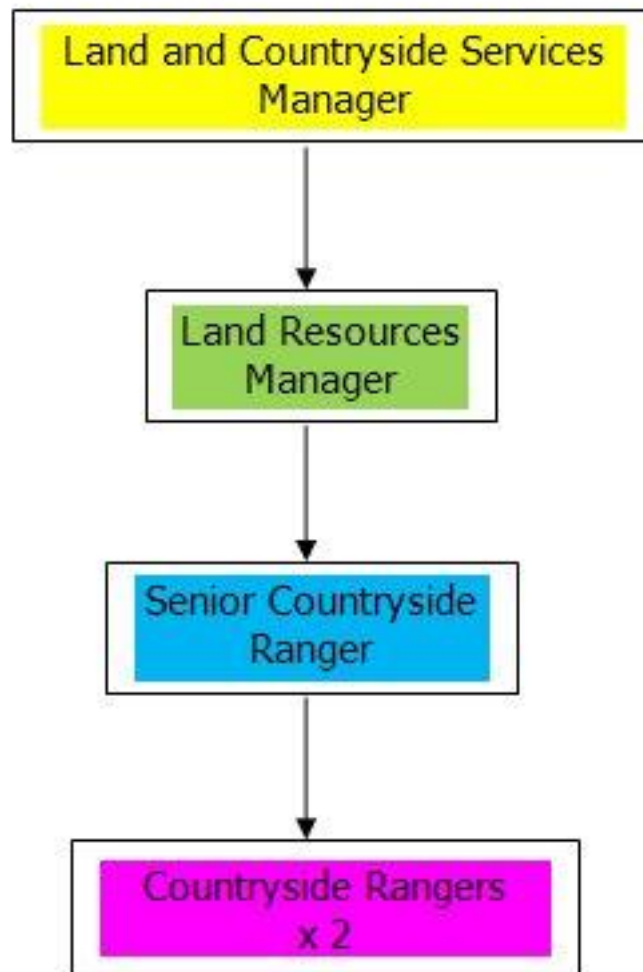 Land and Countryside Services
Manager
Land Resources
Manager
Senior Countryside
Ranger
Countryside Rangers
x 2